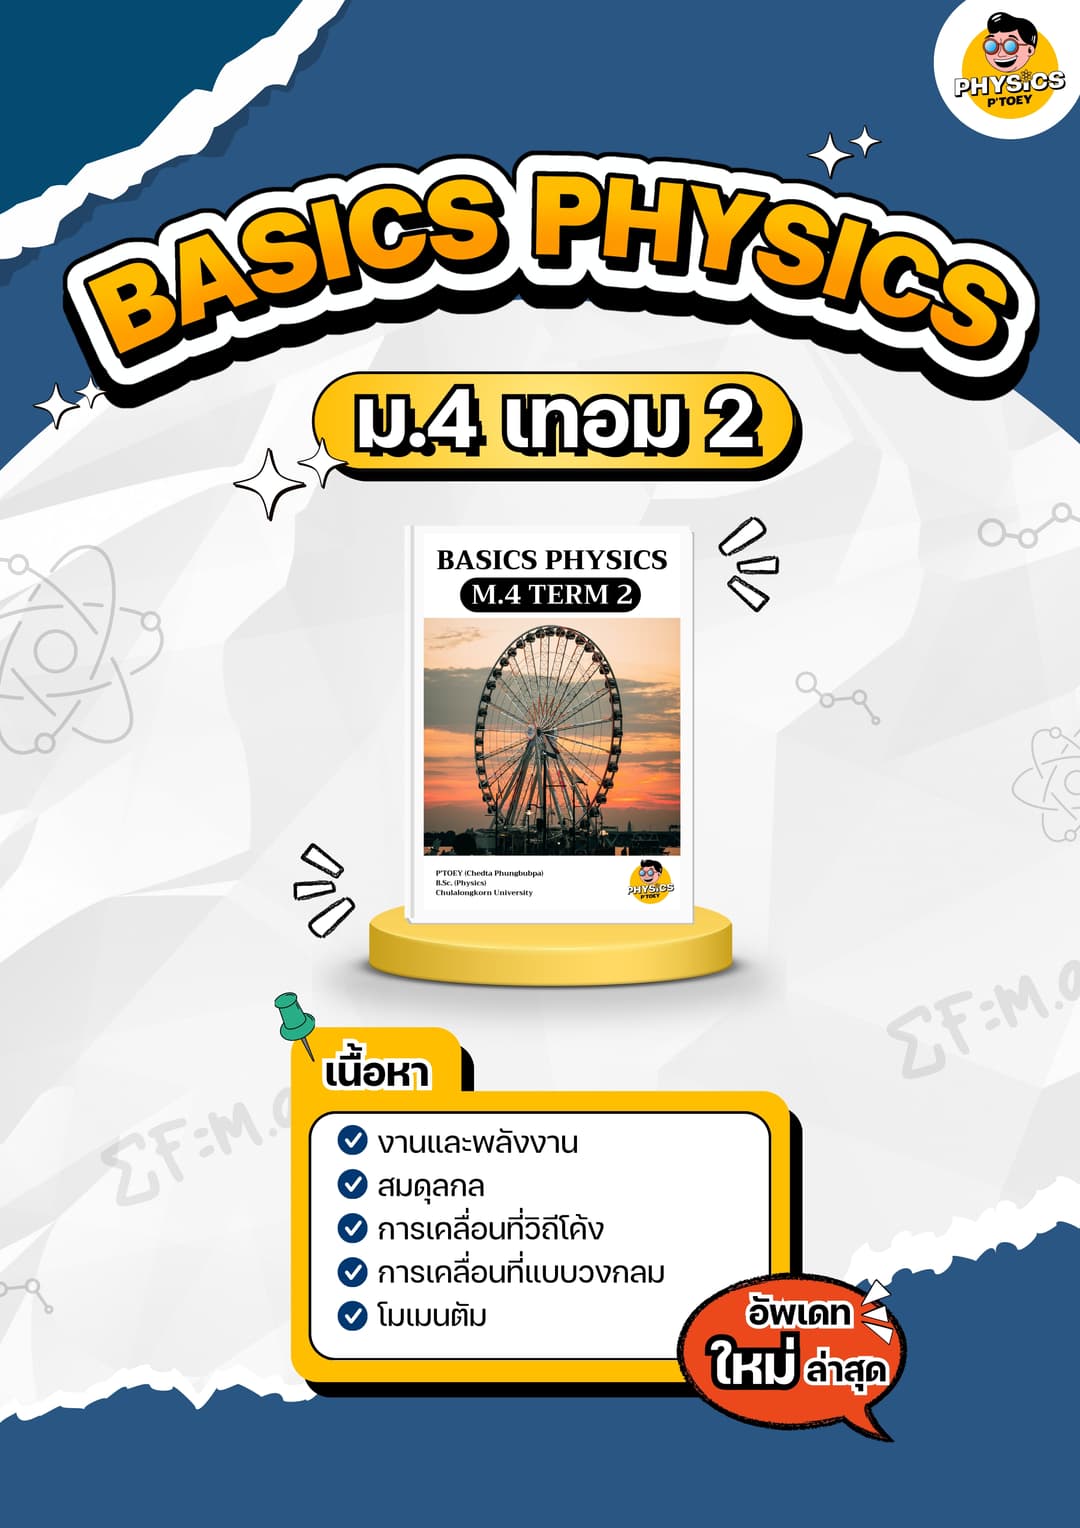 PHYSICS
P'TOEY
BASICS PHYSICS
ม.4 เทอม 2
BASICS PHYSICS
M.4 TERM 2
P'TOEY (Chedta Phungbubpa)
B.Sc. (Physics)
Chulalongkorn University
PHYSICS
P'TOEY
ΣF=M.a
เนื้อหา
ΣF=M.a
งานและพลังงาน
สมดุลกล
การเคลื่อนที่วิถีโค้ง
การเคลื่อนที่แบบวงกลม
โมเมนตัม
อัพเดท
ใหม่ ล่าสุด